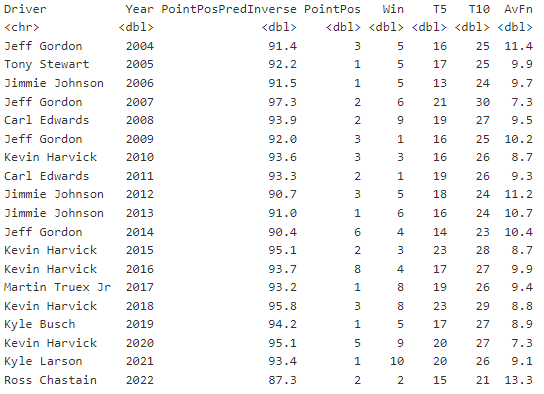 Driver Year PointPosPredInverse PointPos Win T5 T10 AvFn
<chr> <dbl> <dbl> <dbl> <dbl> <dbl> <dbl> <dbl>
Jeff Gordon 2004 91.4 3 5 16 25 11.4
Tony Stewart 2005 92.2 1 5 17 25 9.9
Jimmie Johnson 2006 91.5 1 5 13 24 9.7
Jeff Gordon 2007 97.3 2 6 21 30 7.3
Carl Edwards 2008 93.9 2 9 19 27 9.5
Jeff Gordon 2009 92.0 3 1 16 25 10.2
Kevin Harvick 2010 93.6 3 3 16 26 8.7
Carl Edwards 2011 93.3 2 1 19 26 9.3
Jimmie Johnson 2012 90.7 3 5 18 24 11.2
Jimmie Johnson 2013 91.0 1 6 16 24 10.7
Jeff Gordon 2014 90.4 6 4 14 23 10.4
Kevin Harvick 2015 95.1 2 3 23 28 8.7
Kevin Harvick 2016 93.7 8 4 17 27 9.9
Martin Truex Jr 2017 93.2 1 8 19 26 9.4
Kevin Harvick 2018 95.8 3 8 23 29 8.8
Kyle Busch 2019 94.2 1 5 17 27 8.9
Kevin Harvick 2020 95.1 5 9 20 27 7.3
Kyle Larson 2021 93.4 1 10 20 26 9.1
Ross Chastain 2022 87.3 2 2 15 21 13.3